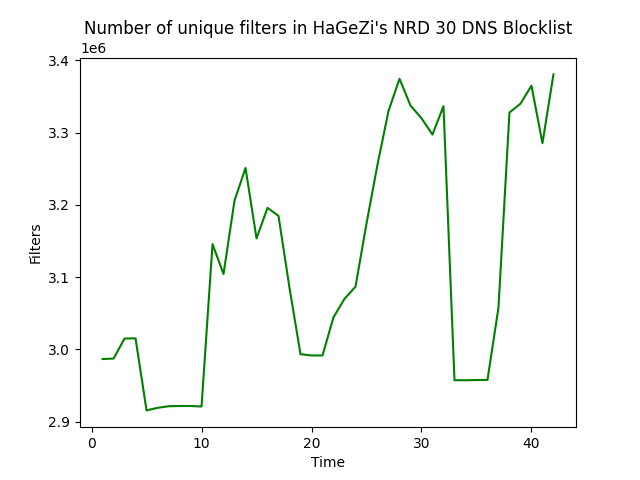 Number of unique filters in HaGeZi's NRD 30 DNS Blocklist
1e6
3.4
3.3
3.2
3.1
3.0
2.9
Filters
0 10 20 30 40
Time